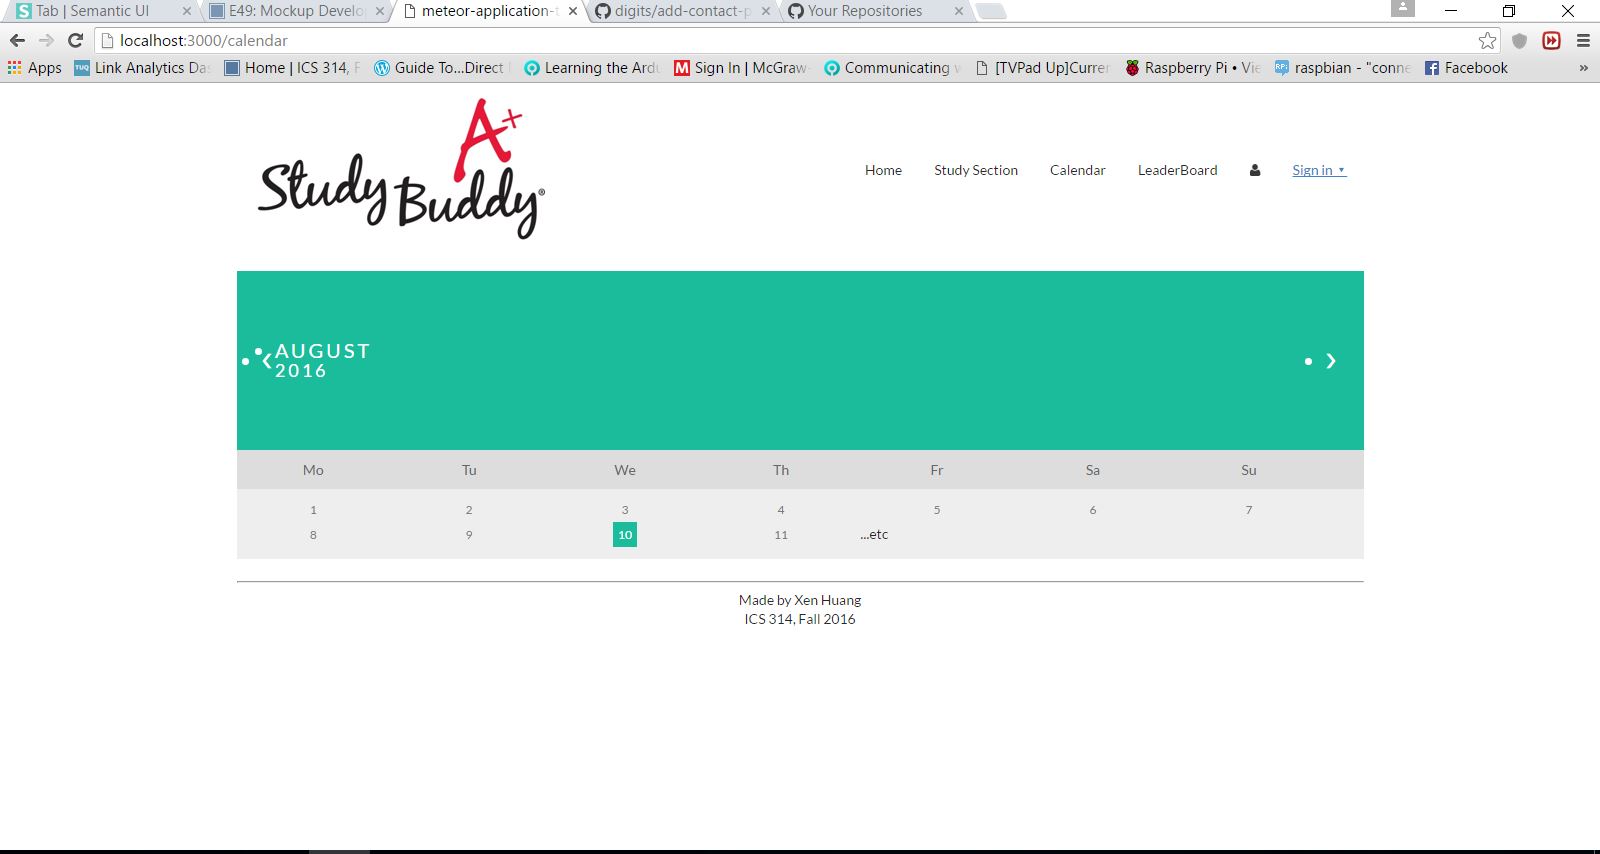 Tab | Semantic UI
E49: Mockup Develo
meteor-application-t
digits/add-contact-p
Your Repositories
localhost:3000/calendar
Apps
TUQ
Link Analytics Das
Home | ICS 314, F
Guide To...Direct
Learning the Ardu
Sign In | McGraw-
Communicating w
[TVPad Up]Curren
Raspberry Pi • Vie
raspbian - "conne
Facebook
»
A+
Study Buddy®
Home
Study Section
Calendar
LeaderBoard
Sign in ▾
AUGUST
2016
Mo Tu We Th Fr Sa Su
1 2 3 4 5 6 7
8 9 10 11 ...etc
Made by Xen Huang
ICS 314, Fall 2016